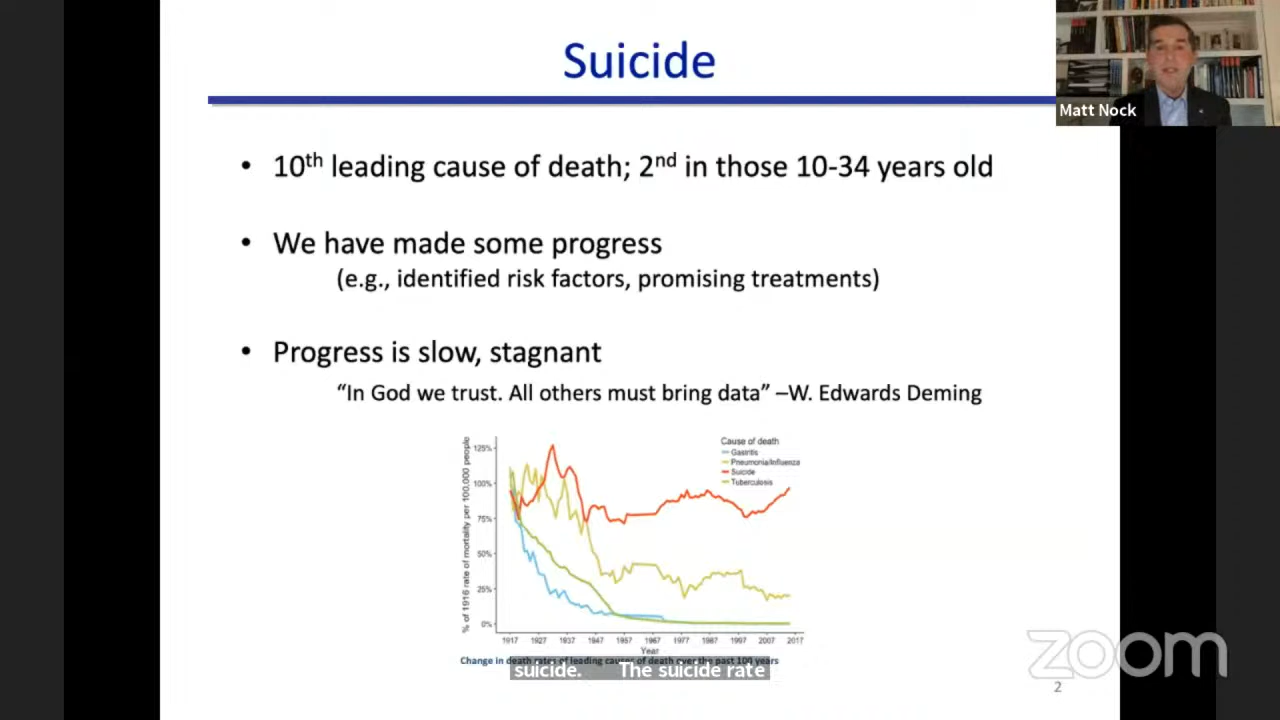 Suicide
Matt Nock
• 10th leading cause of death; 2nd in those 10-34 years old
• We have made some progress
(e.g., identified risk factors, promising treatments)
• Progress is slow, stagnant
“In God we trust. All others must bring data” –W. Edwards Deming
% of 1916 rate of mortality per 100,000 people
125%
100%
75%
50%
25%
0%
Cause of death
Gastritis
Pneumonia/Influenza
Suicide
Tuberculosis
1917 1927 1937 1947 1957 1967 1977 1987 1997 2007 2017
Year
Change in death rates of leading causes of death over the past 100 years
suicide. The suicide rate
zoom
2